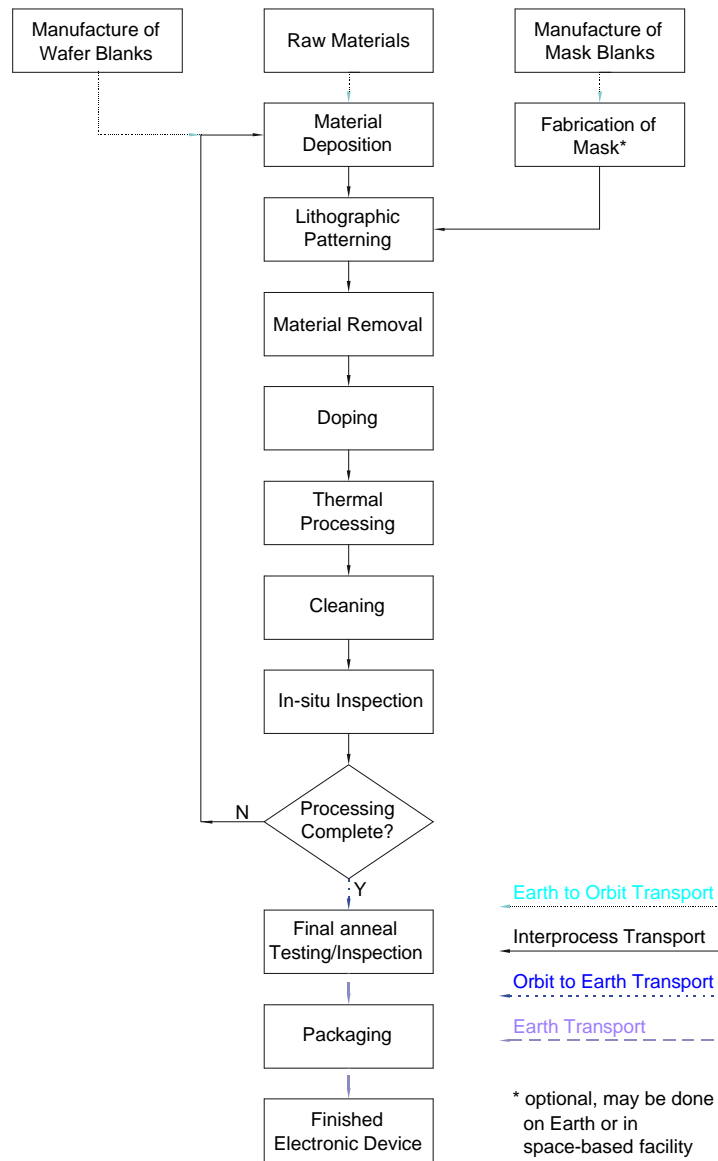 Manufacture of
Wafer Blanks
Raw Materials
Manufacture of
Mask Blanks
Material
Deposition
Fabrication of
Mask*
Lithographic
Patterning
Material Removal
Doping
Thermal
Processing
Cleaning
In-situ Inspection
Processing
Complete?
N
Y
Final anneal
Testing/Inspection
Packaging
Finished
Electronic Device
Earth to Orbit Transport
Interprocess Transport
Orbit to Earth Transport
Earth Transport
* optional, may be done
on Earth or in
space-based facility